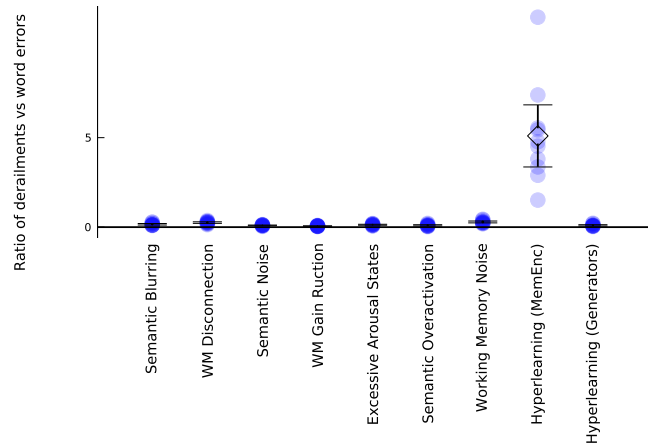 Ratio of derailments vs word errors
5
0
Semantic Blurring
WM Disconnection
Semantic Noise
WM Gain Ruction
Excessive Arousal States
Semantic Overactivation
Working Memory Noise
Hyperlearning (MemEnc)
Hyperlearning (Generators)